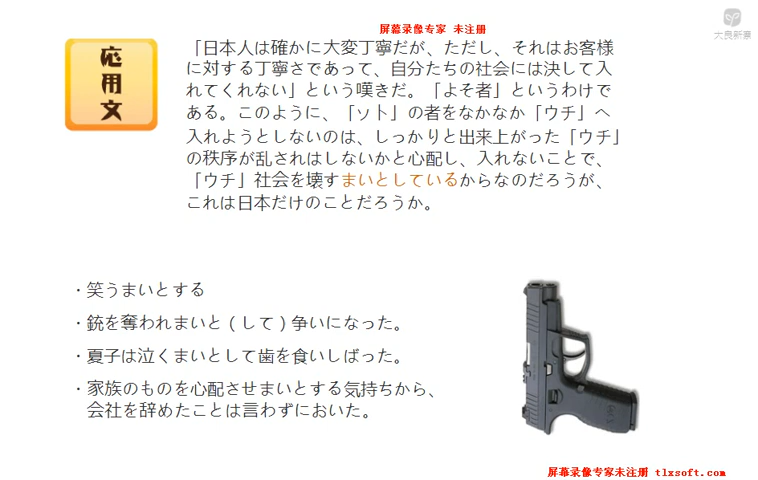 屏幕录像专家 未注册
大良新景
応用文
「日本人は確かに大変丁寧だが、ただし、それはお客様
に対する丁寧さであって、自分たちの社会には決して入
れてくれない」という嘆きだ。「よそ者」というわけで
ある。このように、「ソト」の者をなかなか「ウチ」へ
入れようとしないのは、しっかりと出来上がった「ウチ」
の秩序が乱されはしないかと心配し、入れないことで、
「ウチ」社会を壊すまいとしているからなのだろうが、
これは日本だけのことだろうか。
・笑うまいとする
・銃を奪われまいと（して）争いになった。
・夏子は泣くまいとして歯を食いしばった。
・家族のものを心配させまいとする気持ちから、
会社を辞めたことは言わずにおいた。
屏幕录像专家未注册 tlxsoft.com